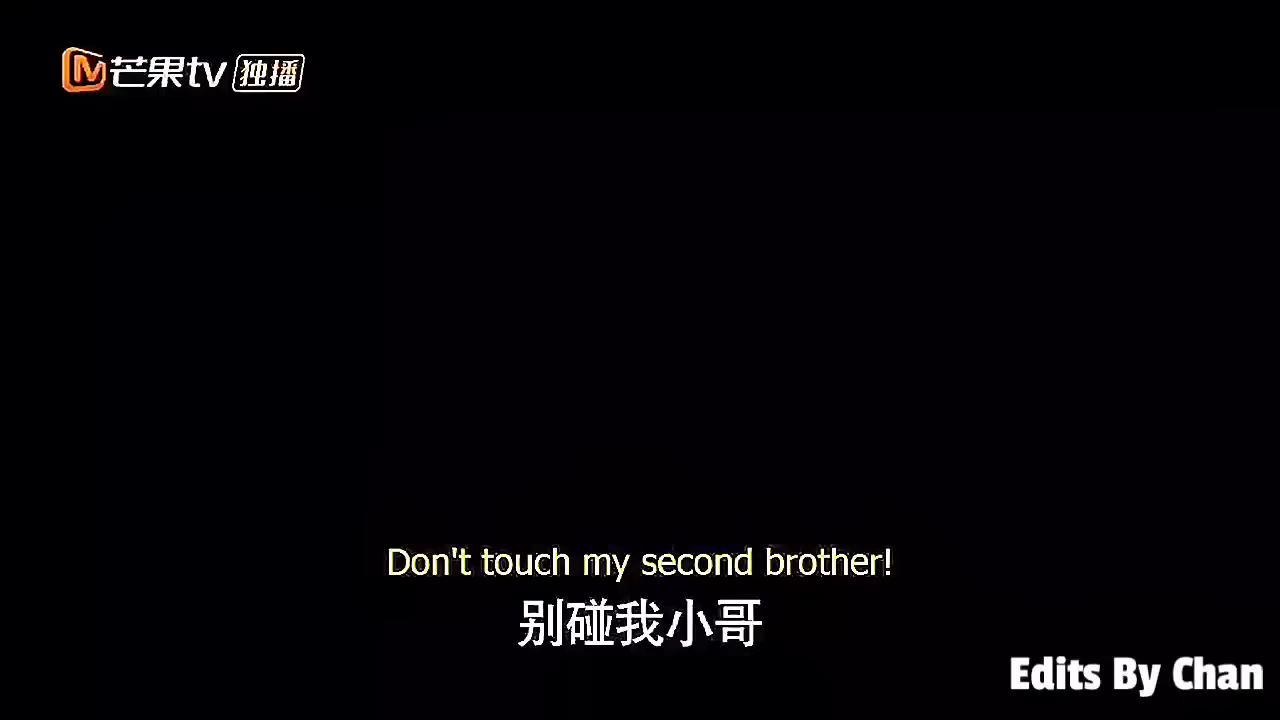 芒果tv 独播
Don't touch my second brother!
别碰我小哥
Edits By Chan